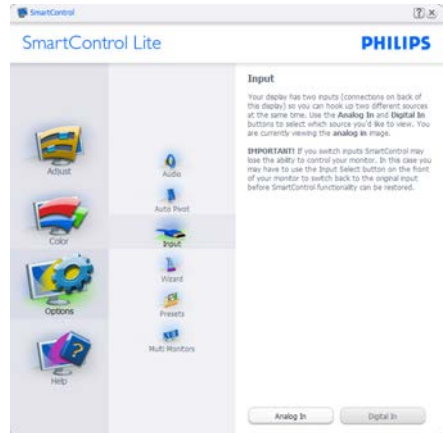 SmartControl
SmartControl Lite
PHILIPS
Adjust
Color
Options
Help
Audio
Auto Pivot
Input
Wizard
Presets
Multi Monitors
Input
Your display has two inputs (connections on back of
this display) so you can hook up two different sources
at the same time. Use the Analog In and Digital In
buttons to select which source you'd like to view. You
are currently viewing the analog in image.
IMPORTANT! If you switch inputs SmartControl may
lose the ability to control your monitor. In this case you
may have to use the Input Select button on the front
of your monitor to switch back to the original input
before SmartControl functionality can be restored.
Analog In
Digital In